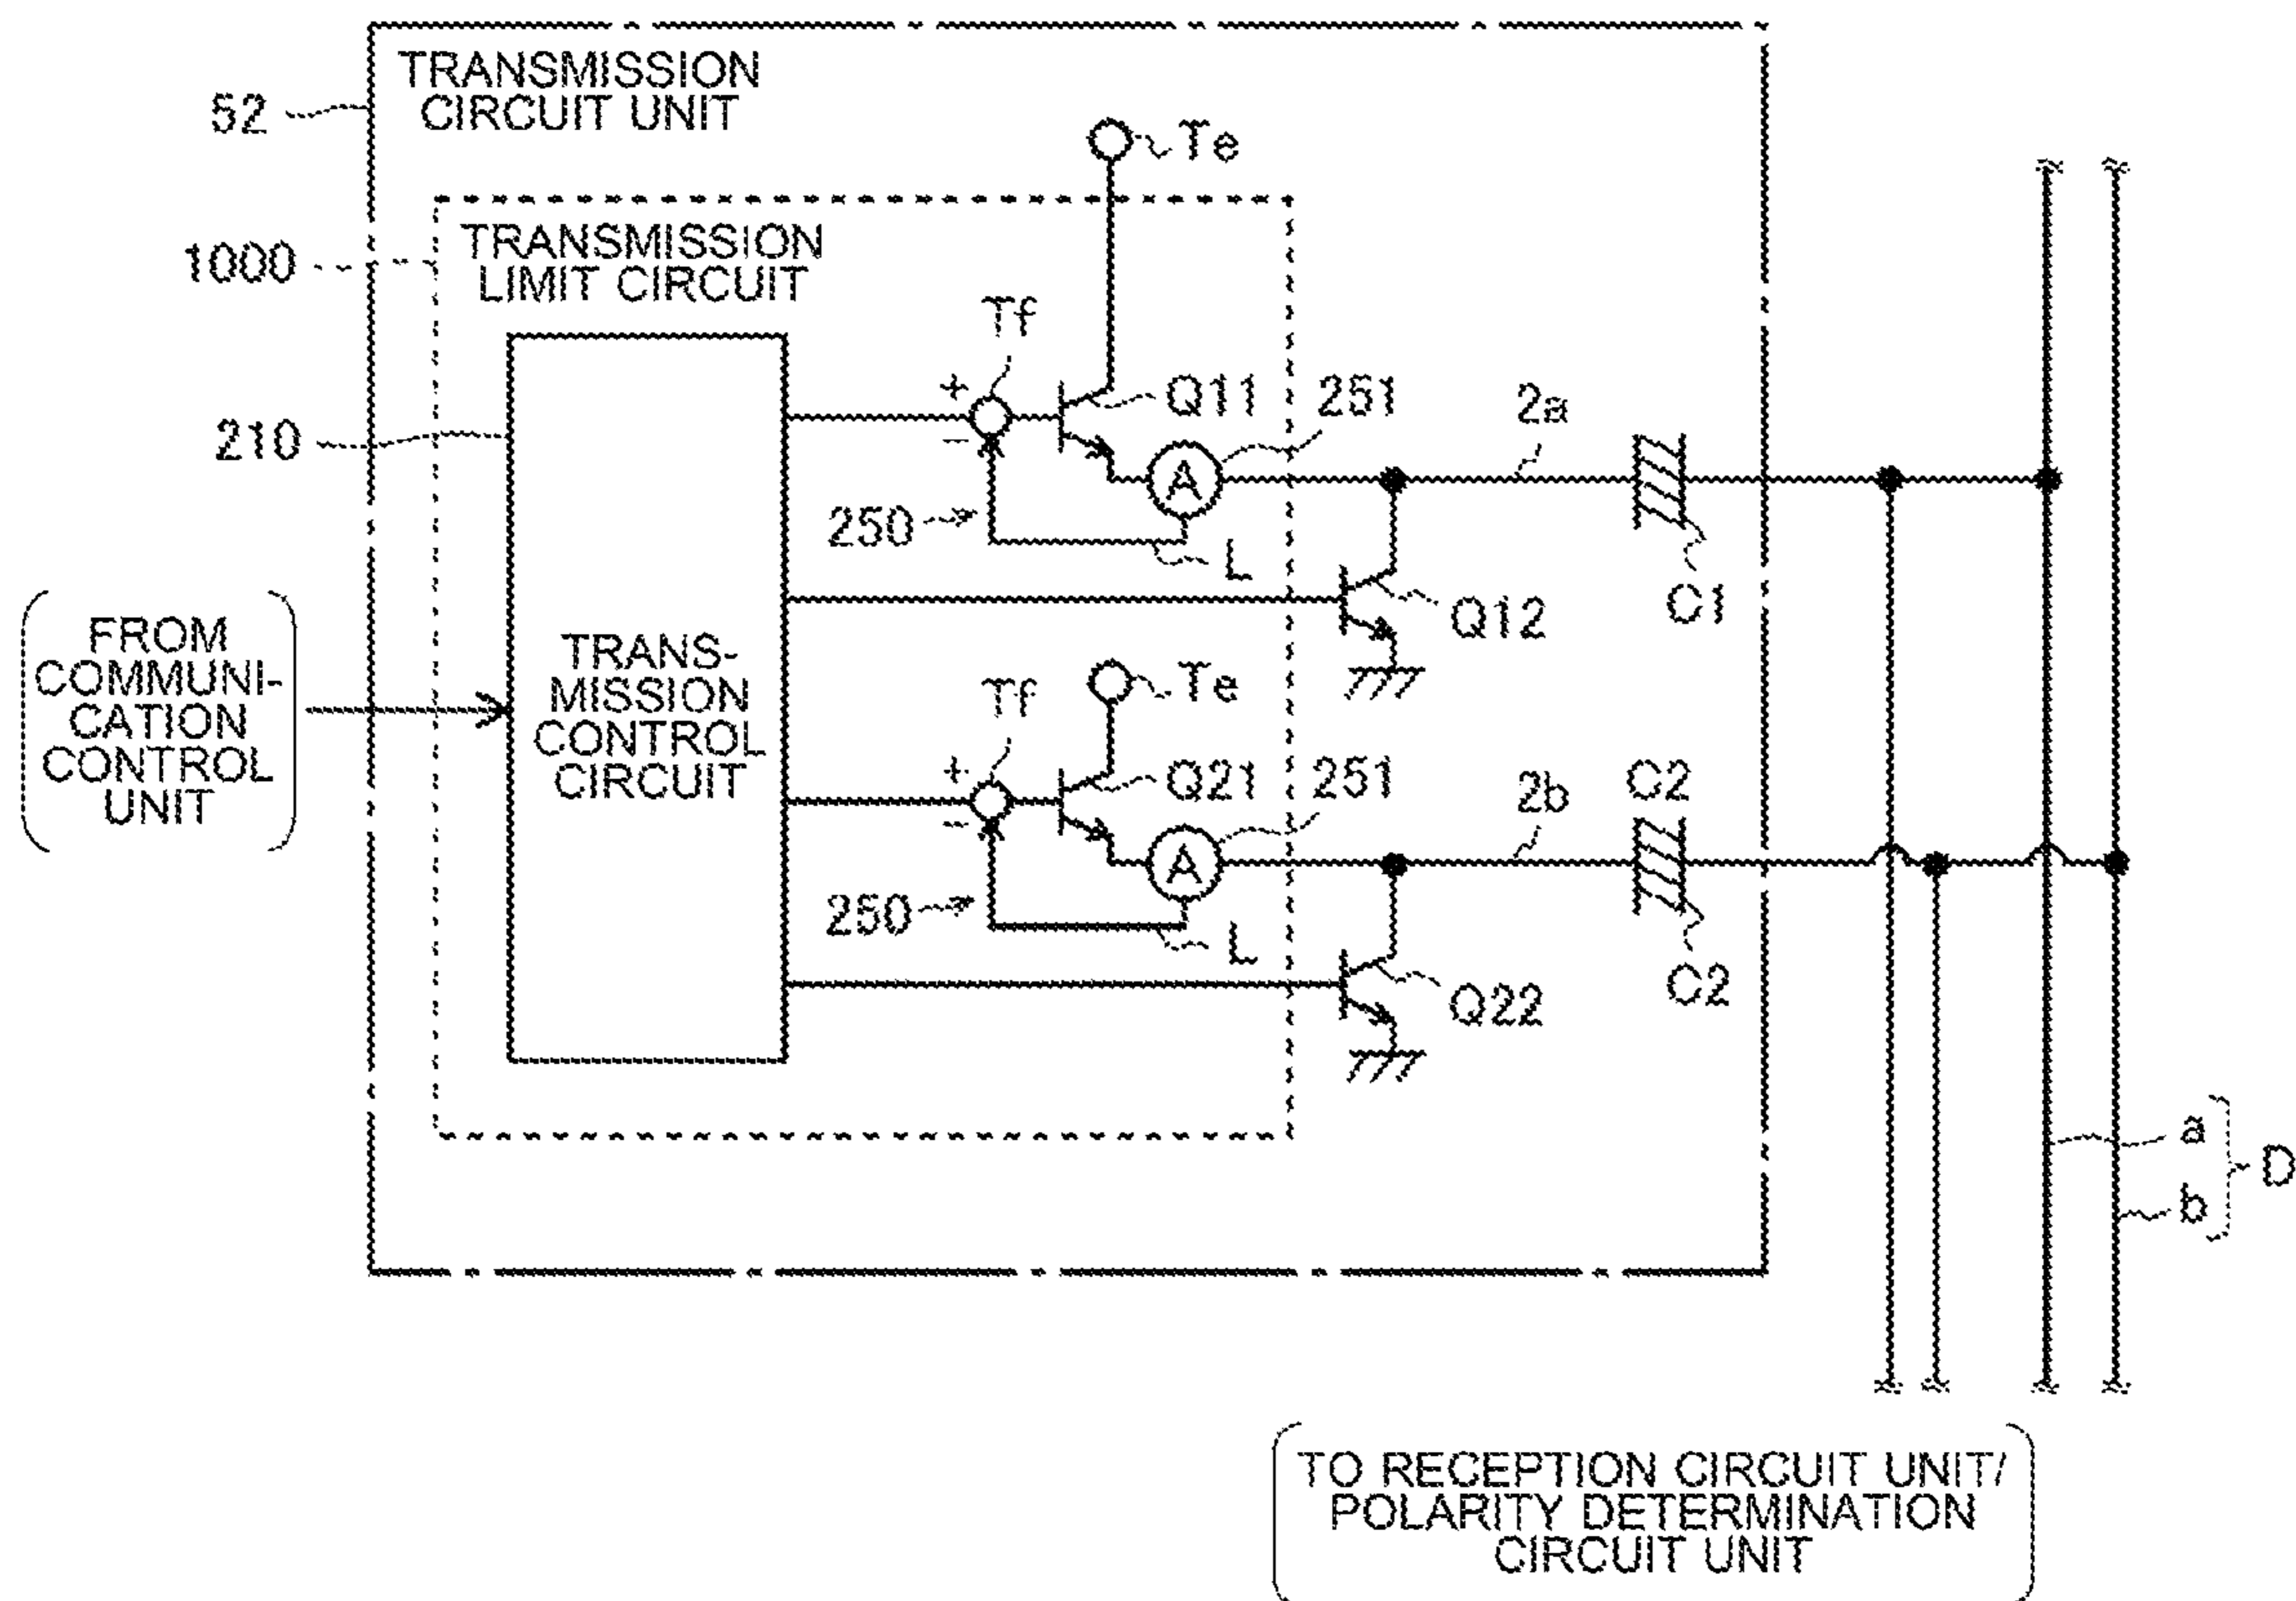 TRANSMISSION
CIRCUIT UNIT
52
Te
1000
TRANSMISSION
LIMIT CIRCUIT
Tf
+
Q11
251
2a
210
−
A
250
L
Q12
C1
FROM
COMMUNI-
CATION
CONTROL
UNIT
TRANS-
MISSION
CONTROL
CIRCUIT
Te
Tf
+
Q21
251
2b
C2
−
A
250
L
Q22
C2
a
b
D
TO RECEPTION CIRCUIT UNIT/
POLARITY DETERMINATION
CIRCUIT UNIT